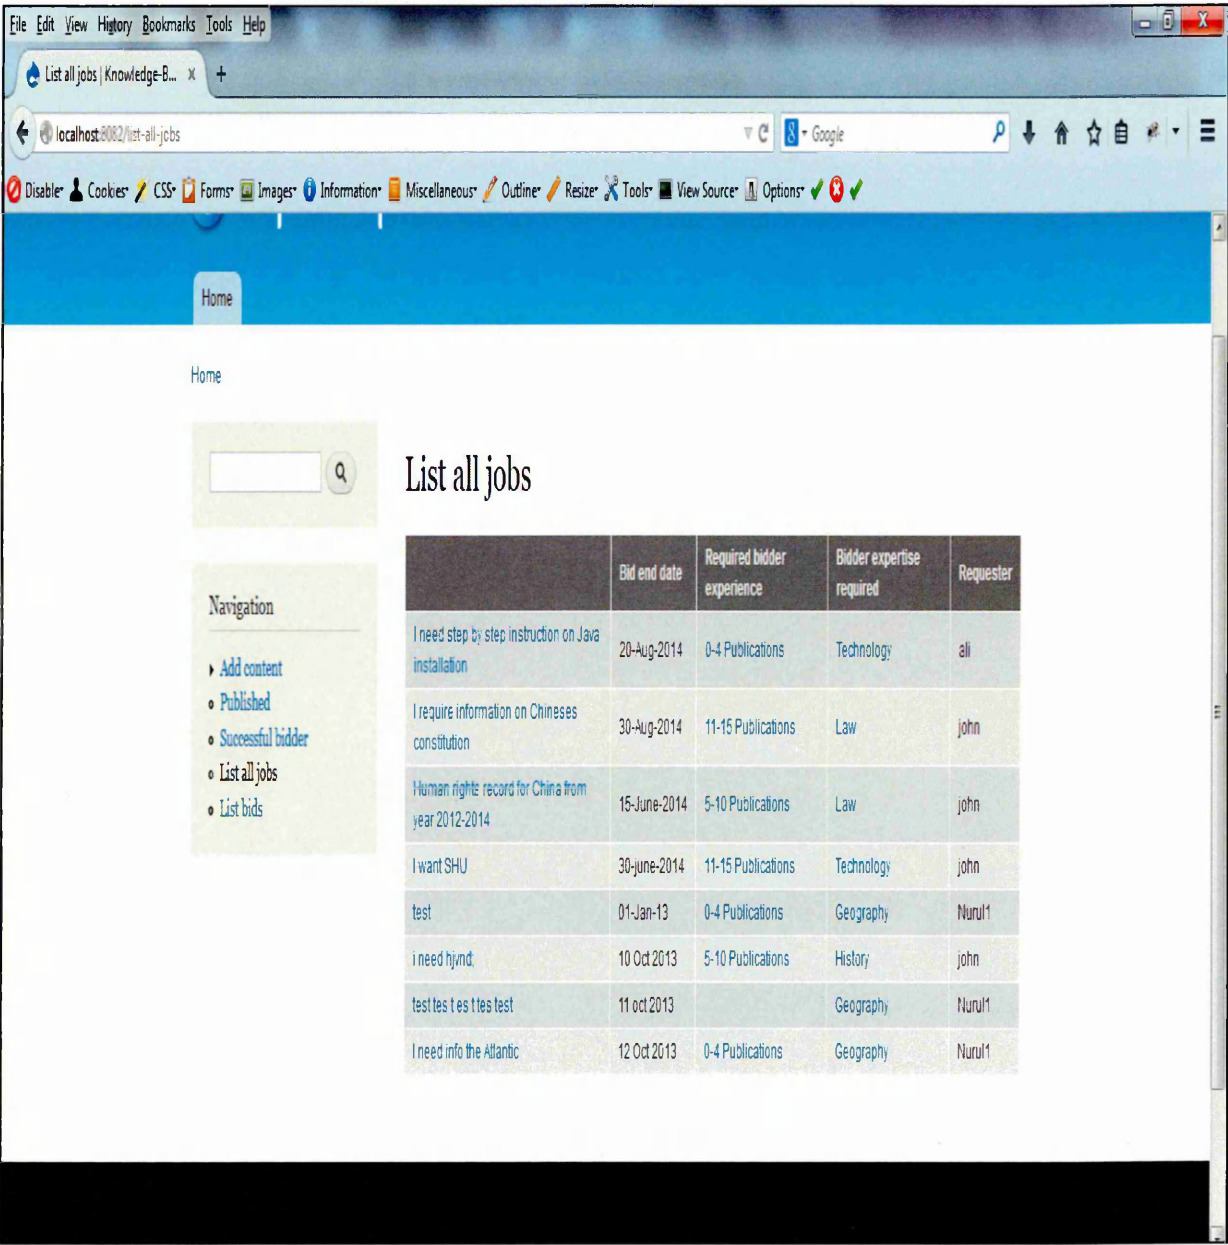 File Edit View History Bookmarks Tools Help
List all jobs | Knowledge-B... x +
localhost:8082/list-all-jobs
8 Google
Disable Cookies CSS Forms Images Information Miscellaneous Outline Resize Tools View Source Options
Home
Home
List all jobs
Bid end date Required bidder experience Bidder expertise required Requester
Navigation
Add content
Published
Successful bidder
List all jobs
List bids
I need step by step instruction on Java
installation
20-Aug-2014 0-4 Publications Technology ali
I require information on Chineses
constitution
30-Aug-2014 11-15 Publications Law john
Human rights record for China from
year 2012-2014
15-June-2014 5-10 Publications Law john
I want SHU 30-june-2014 11-15 Publications Technology john
test 01-Jan-13 0-4 Publications Geography Nurul1
i need hjvnd; 10 Oct 2013 5-10 Publications History john
test tes t es t tes test 11 oct 2013 Geography Nurul1
I need info the Atlantic 12 Oct 2013 0-4 Publications Geography Nurul1